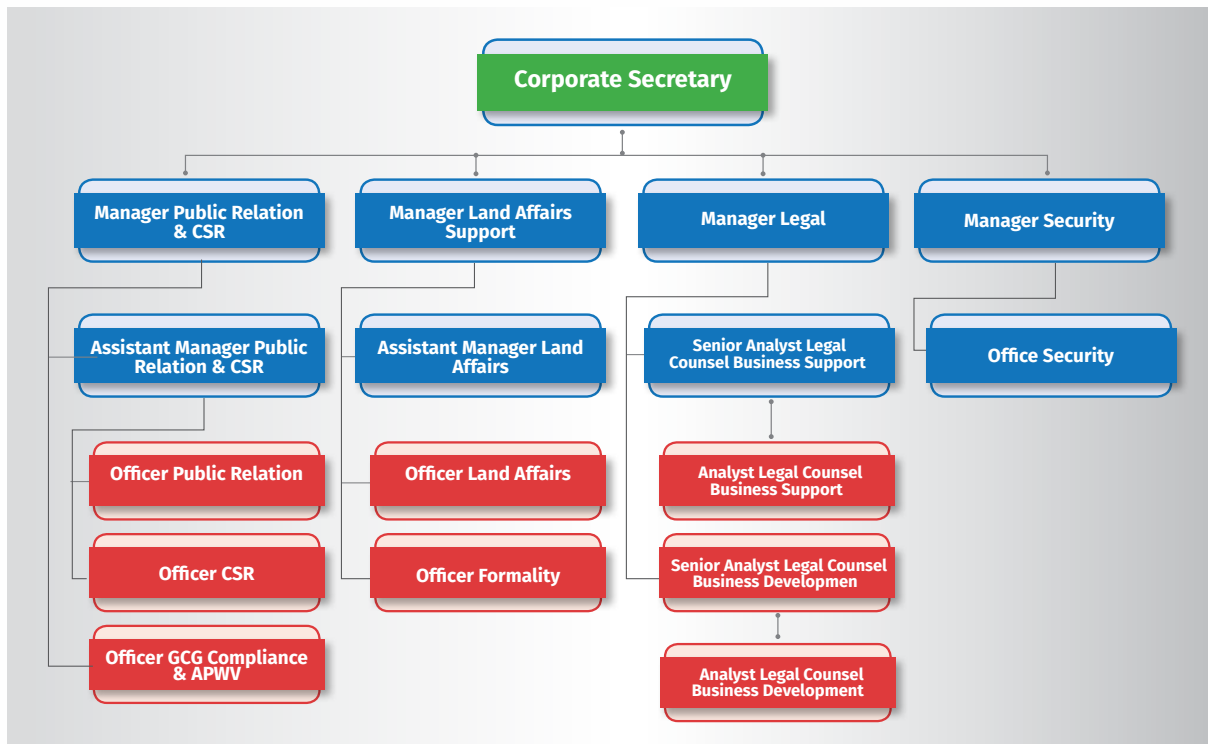 Corporate Secretary
Manager Public Relation
& CSR
Manager Land Affairs
Support
Manager Legal
Manager Security
Assistant Manager Public
Relation & CSR
Assistant Manager Land
Affairs
Senior Analyst Legal
Counsel Business Support
Office Security
Officer Public Relation
Officer Land Affairs
Analyst Legal Counsel
Business Support
Officer CSR
Officer Formality
Senior Analyst Legal Counsel
Business Developmen
Officer GCG Compliance
& APWV
Analyst Legal Counsel
Business Development